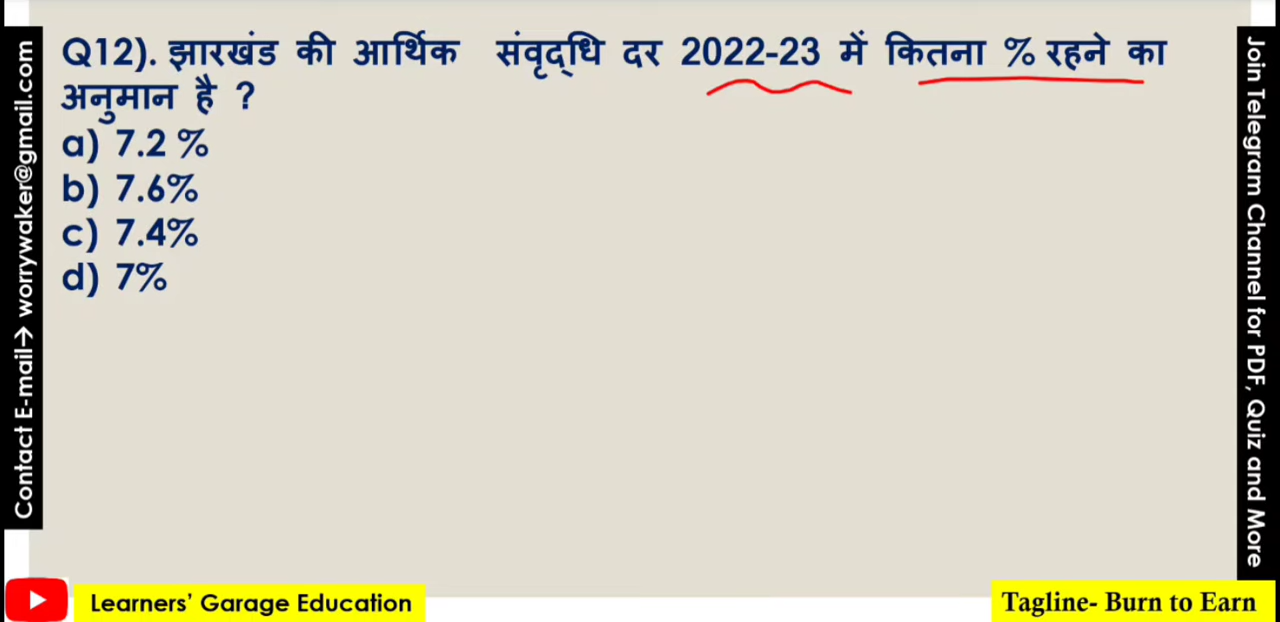 Q12). झारखंड की आर्थिक संवृद्धि दर 2022-23 में कितना % रहने का
अनुमान है ?
a) 7.2 %
b) 7.6%
c) 7.4%
d) 7%
Contact E-mail→ worrywaker@gmail.com
Join Telegram Channel for PDF, Quiz and More
Learners’ Garage Education
Tagline- Burn to Earn